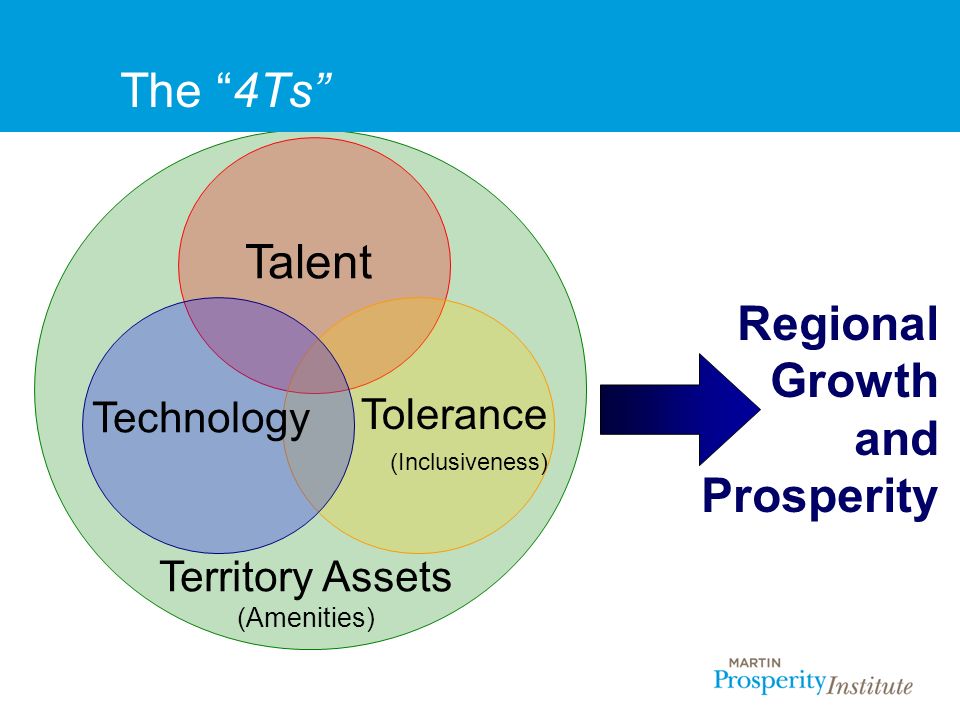 The “4Ts”
Talent
Technology
Tolerance
(Inclusiveness)
Territory Assets
(Amenities)
Regional
Growth
and
Prosperity
MARTIN
Prosperity Institute